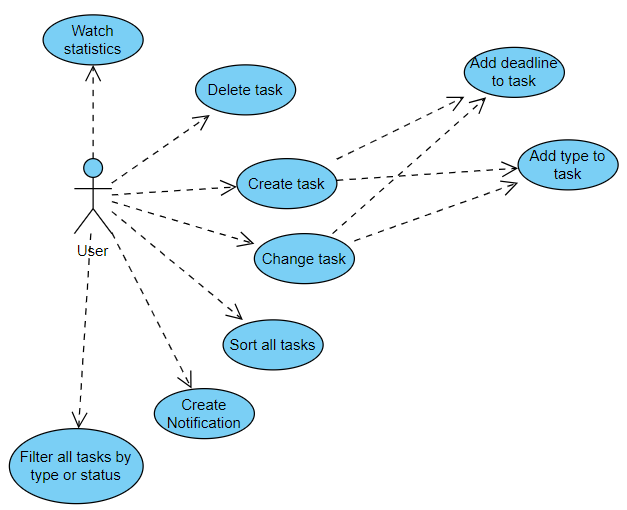 Watch
statistics
Delete task
Add deadline
to task
Create task
Add type to
task
User
Change task
Sort all tasks
Create
Notification
Filter all tasks by
type or status